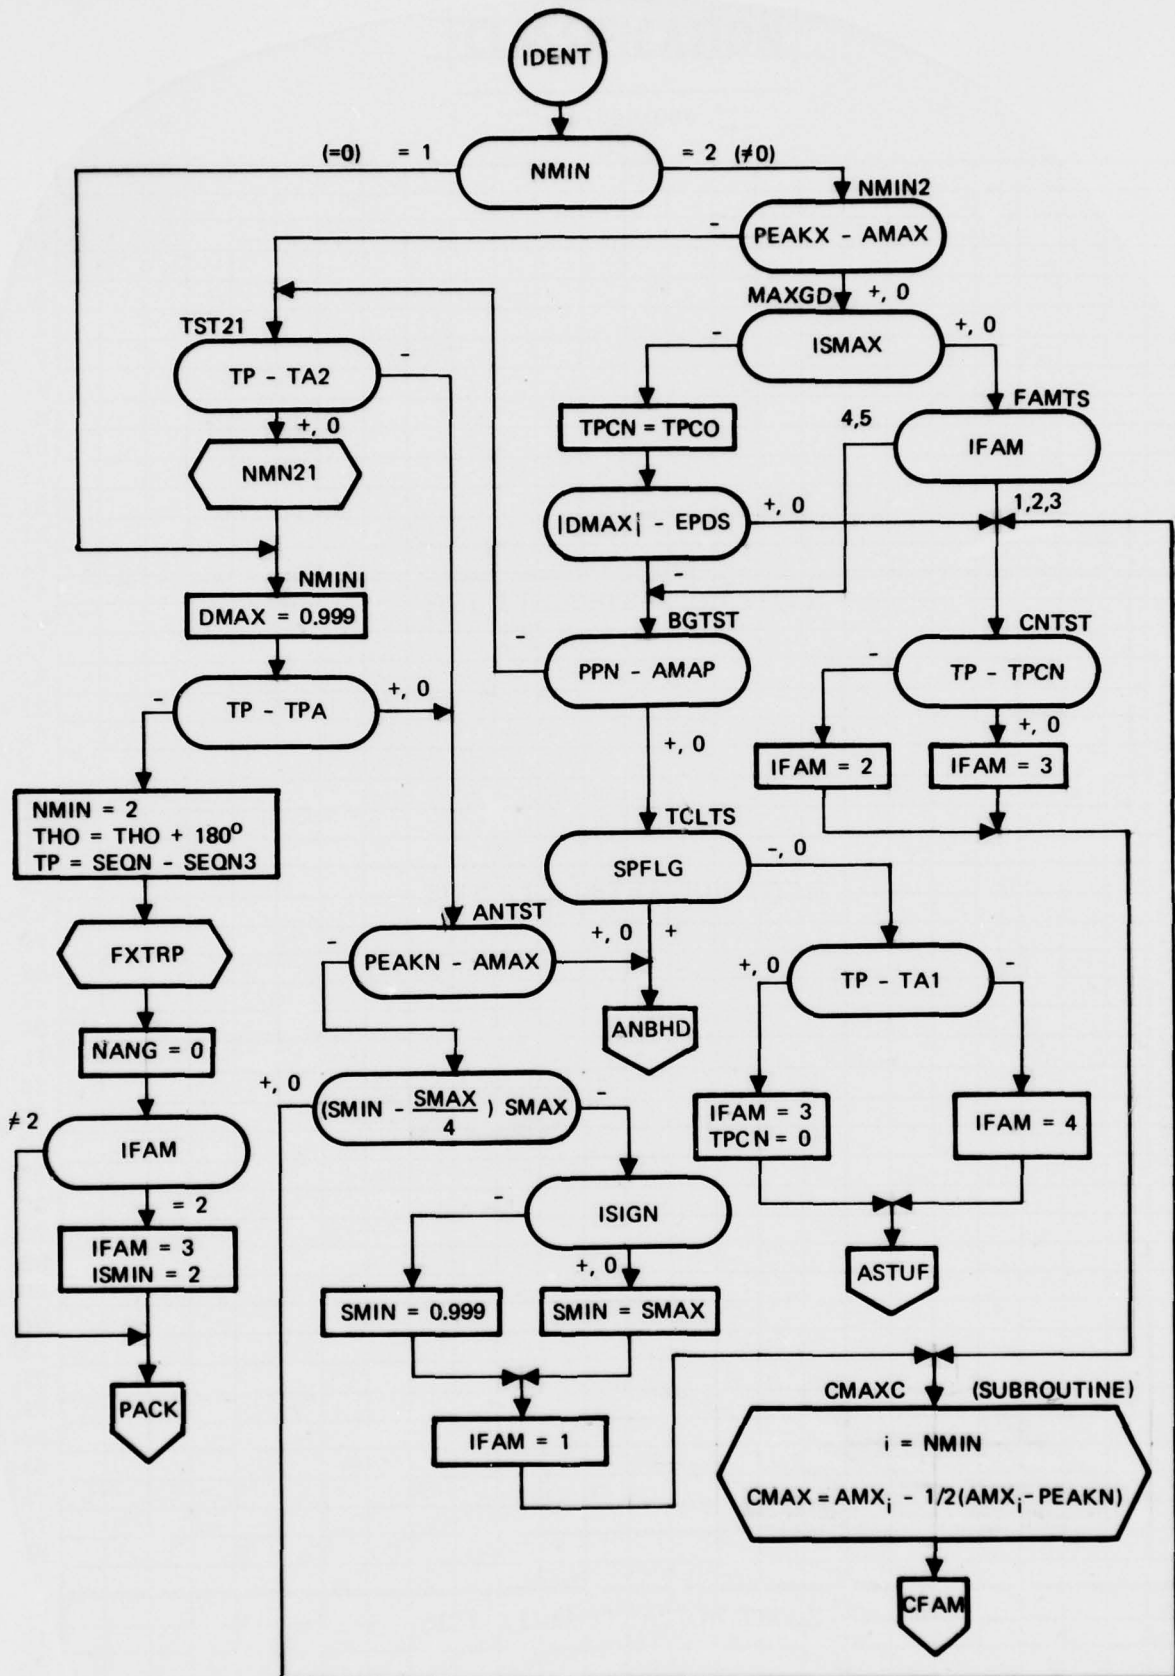 IDENT
(=0) = 1
NMIN
= 2 (≠0)
NMIN2
-
PEAKX - AMAX
MAXGD
+, 0
TST21
-
ISMAX
+, 0
TP - TA2
-
TPCN = TPCO
4,5
FAMTS
IFAM
+, 0
NMN21
|DMAX| - EPDS
+, 0
1,2,3
NMIN1
-
DMAX = 0.999
BGTST
CNTST
-
PPN - AMAP
-
TP - TPCN
-
TP - TPA
+, 0
+, 0
+, 0
IFAM = 2
IFAM = 3
NMIN = 2
THO = THO + 180°
TP = SEQN - SEQN3
TCLTS
SPFLG
-, 0
ANTST
FXTRP
-
PEAKN - AMAX
+, 0
+
+, 0
TP - TA1
-
ANBHD
NANG = 0
+, 0
(SMIN - SMAX/4) SMAX
-
IFAM = 3
TPCN = 0
IFAM = 4
≠ 2
IFAM
= 2
-
ISIGN
+, 0
IFAM = 3
ISMIN = 2
ASTUF
SMIN = 0.999
SMIN = SMAX
PACK
CMAXC (SUBROUTINE)
IFAM = 1
i = NMIN
CMAX = AMXi - 1/2(AMXi-PEAKN)
CFAM